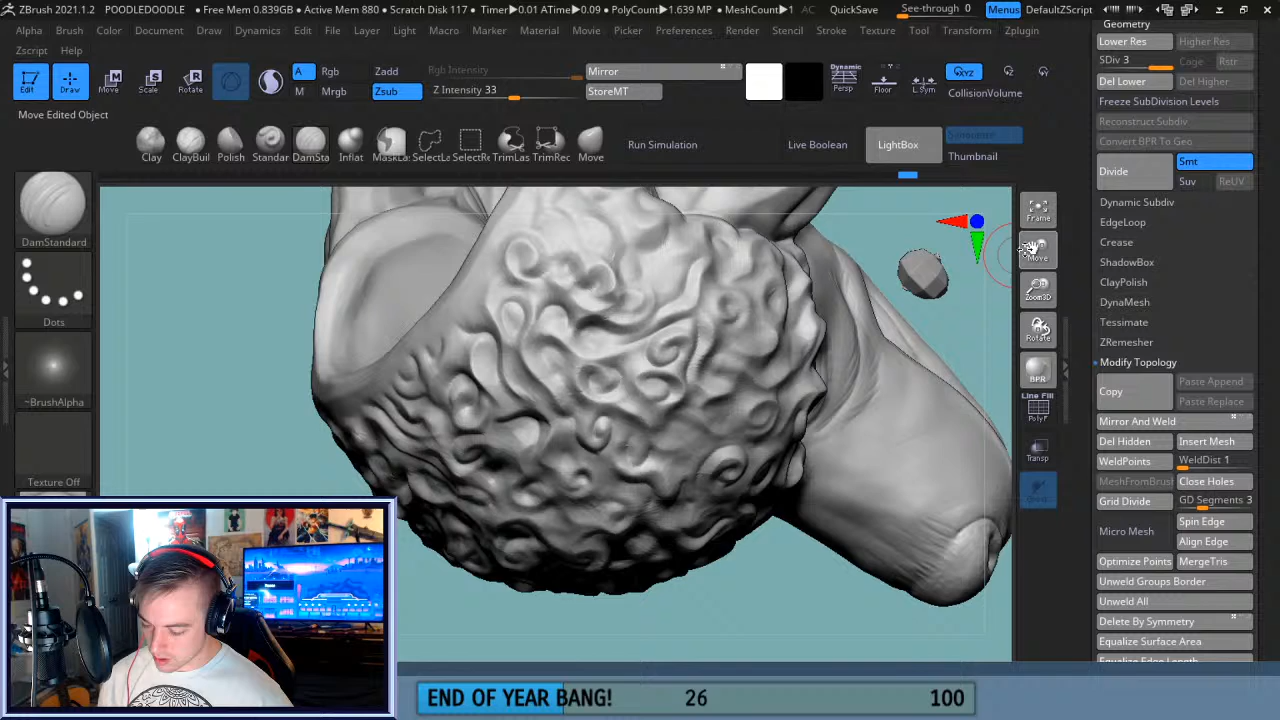 ZBrush 2021.1.2 POODLEDOODLE • Free Mem 0.839GB • Active Mem 880 • Scratch Disk 117 • Timer▶0.01 ATime▶0.09 • PolyCount▶1.639 MP • MeshCount▶1 AC QuickSave See-through 0 Menus DefaultZScript
Alpha Brush Color Document Draw Dynamics Edit File Layer Light Macro Marker Material Movie Picker Preferences Render Stencil Stroke Texture Tool Transform Zplugin
Zscript Help
Edit Draw Move Scale Rotate A Rgb Zadd Rgb Intensity Mirror Dynamic Persp Floor L.Sym XYZ
M Mrgb Zsub Z Intensity 33 StoreMT CollisionVolume
Move Edited Object
Clay ClayBuil Polish Standar DamSta Inflat MaskLa SelectLa SelectRe TrimLas TrimRec Move Run Simulation Live Boolean LightBox
Thumbnail
DamStandard
Dots
~BrushAlpha
Texture Off
Frame
Move
Zoom3D
Rotate
BPR
Line Fill
PolyF
Transp
Geometry
Lower Res Higher Res
SDiv 3 Cage Rstr
Del Lower Del Higher
Freeze SubDivision Levels
Reconstruct Subdiv
Convert BPR To Geo
Divide Smt
Suv ReUV
Dynamic Subdiv
EdgeLoop
Crease
ShadowBox
ClayPolish
DynaMesh
Tessimate
ZRemesher
Modify Topology
Copy Paste Append
Paste Replace
Mirror And Weld
Del Hidden Insert Mesh
WeldPoints WeldDist 1
MeshFromBrush Close Holes
Grid Divide GD Segments 3
Micro Mesh Spin Edge
Align Edge
Optimize Points MergeTris
Unweld Groups Border
Unweld All
Delete By Symmetry
Equalize Surface Area
END OF YEAR BANG! 26 100